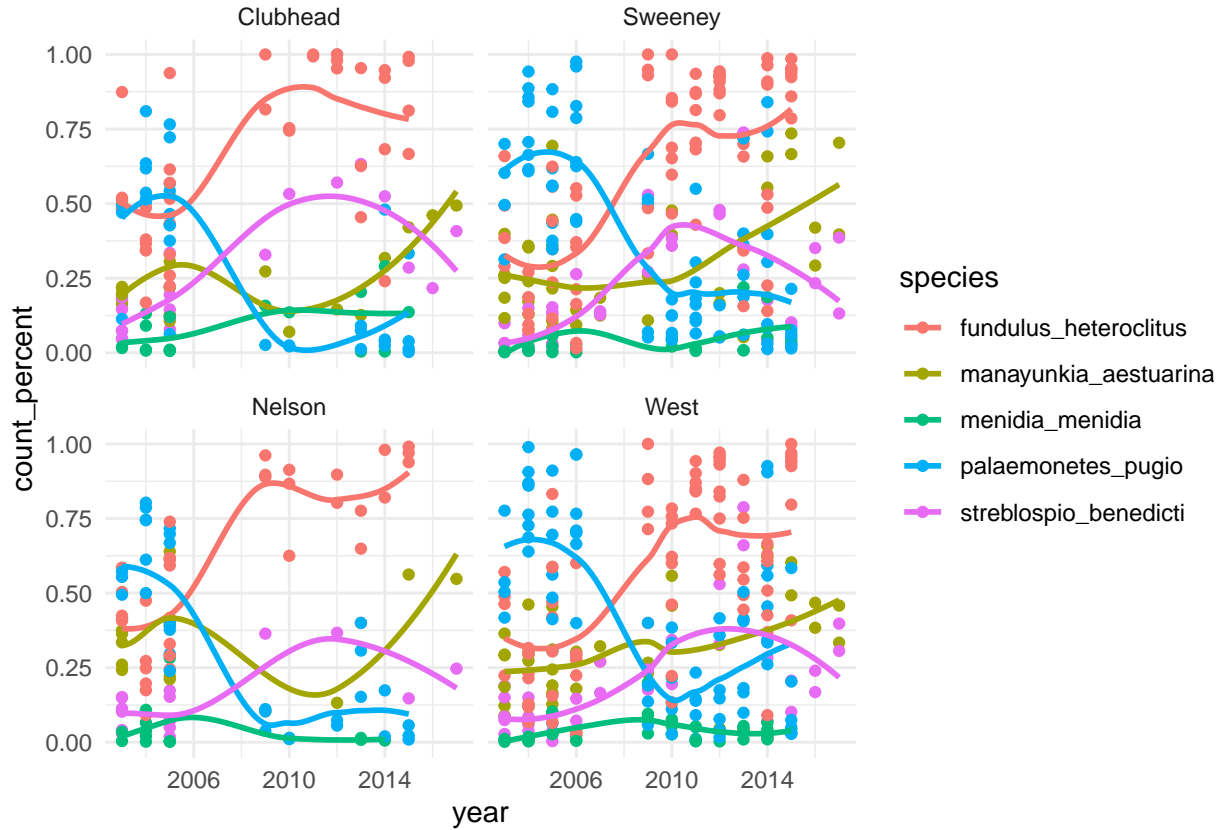 Clubhead
Sweeney
1.00
0.75
0.50
0.25
0.00
Nelson
West
1.00
0.75
0.50
0.25
0.00
2006
2010
2014
2006
2010
2014
year
count_percent
species
fundulus_heteroclitus
manayunkia_aestuarina
menidia_menidia
palaemonetes_pugio
streblospio_benedicti